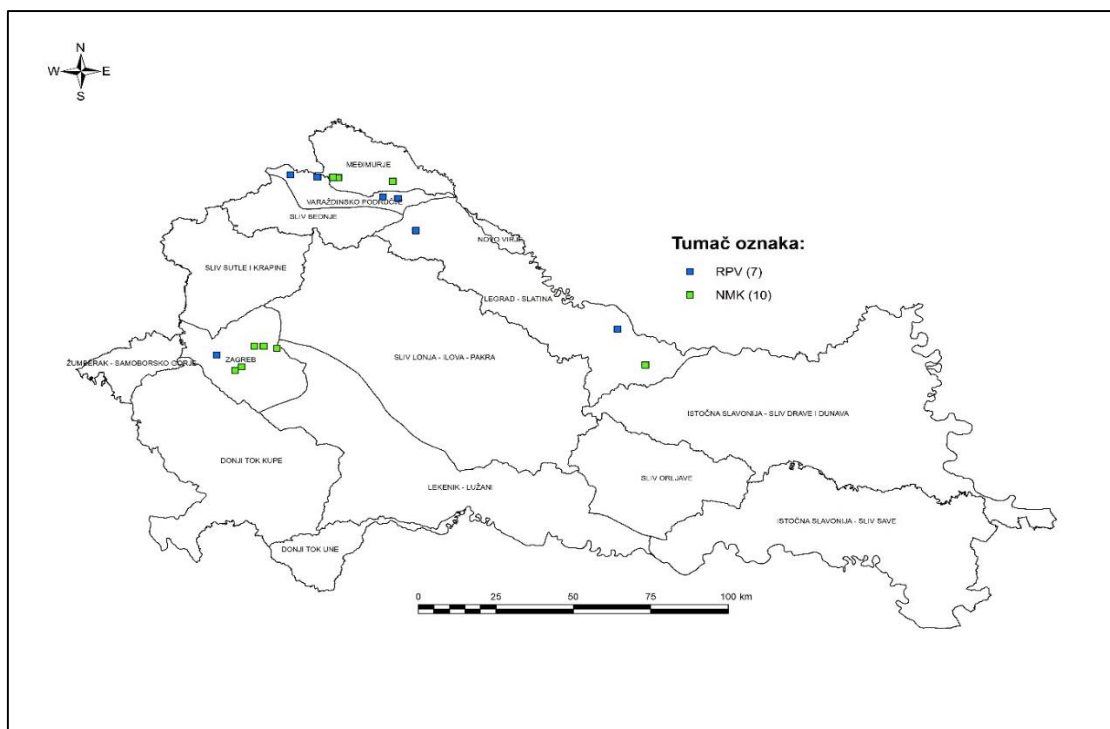 N
W E
S
MEĐIMURJE
VARAŽDINSKO PODRUČJE
SLIV BEDNJE
NOVO VIRJE
Tumač oznaka:
RPV (7)
NMK (10)
SLIV SUTLE I KRAPINE
LEGRAD - SLATINA
ŽUMBERAK - SAMOBORSKO GORJE
ZAGREB
SLIV LONJA - ILOVA - PAKRA
ISTOČNA SLAVONIJA - SLIV DRAVE I DUNAVA
DONJI TOK KUPE
LEKENIK - LUŽANI
SLIV ORLJAVE
ISTOČNA SLAVONIJA - SLIV SAVE
DONJI TOK UNE
0 25 50 75 100 km